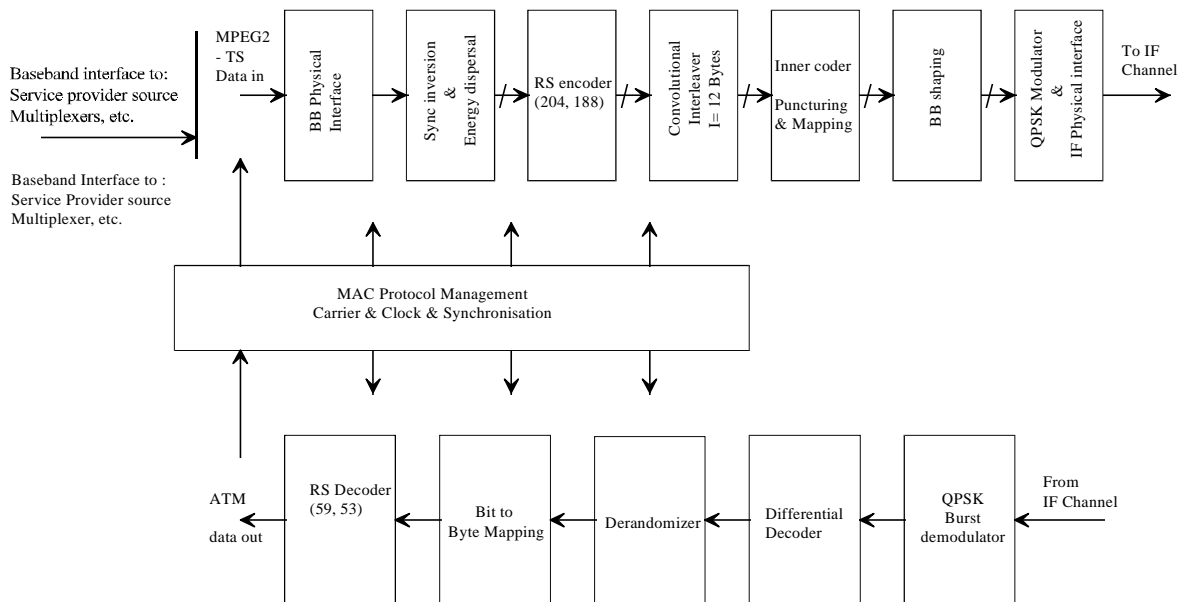 Baseband interface to:
Service provider source
Multiplexers, etc.
Baseband Interface to :
Service Provider source
Multiplexer, etc.
MPEG2
- TS
Data in
BB Physical
Interface
Sync inversion
&
Energy dispersal
RS encoder
(204, 188)
Convolutional
Interleaver
I= 12 Bytes
Inner coder
Puncturing
& Mapping
BB shaping
QPSK Modulator
&
IF Physical interface
To IF
Channel
MAC Protocol Management
Carrier & Clock & Synchronisation
ATM
data out
RS Decoder
(59, 53)
Bit to
Byte Mapping
Derandomizer
Differential
Decoder
QPSK
Burst
demodulator
From
IF Channel